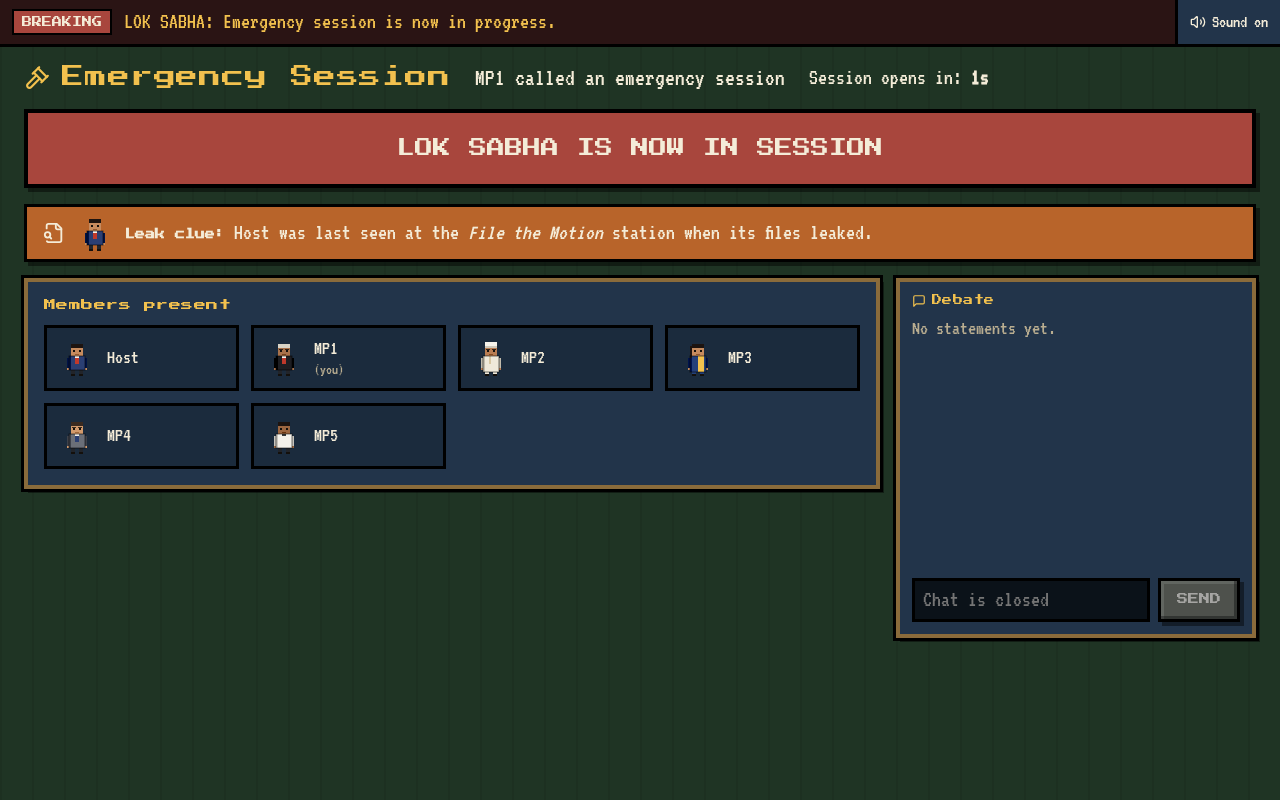 BREAKING LOK SABHA: Emergency session is now in progress. Sound on
Emergency Session MP1 called an emergency session Session opens in: 1s
LOK SABHA IS NOW IN SESSION
Leak clue: Host was last seen at the File the Motion station when its files leaked.
Members present
Host
MP1
(you)
MP2
MP3
MP4
MP5
Debate
No statements yet.
Chat is closed
SEND